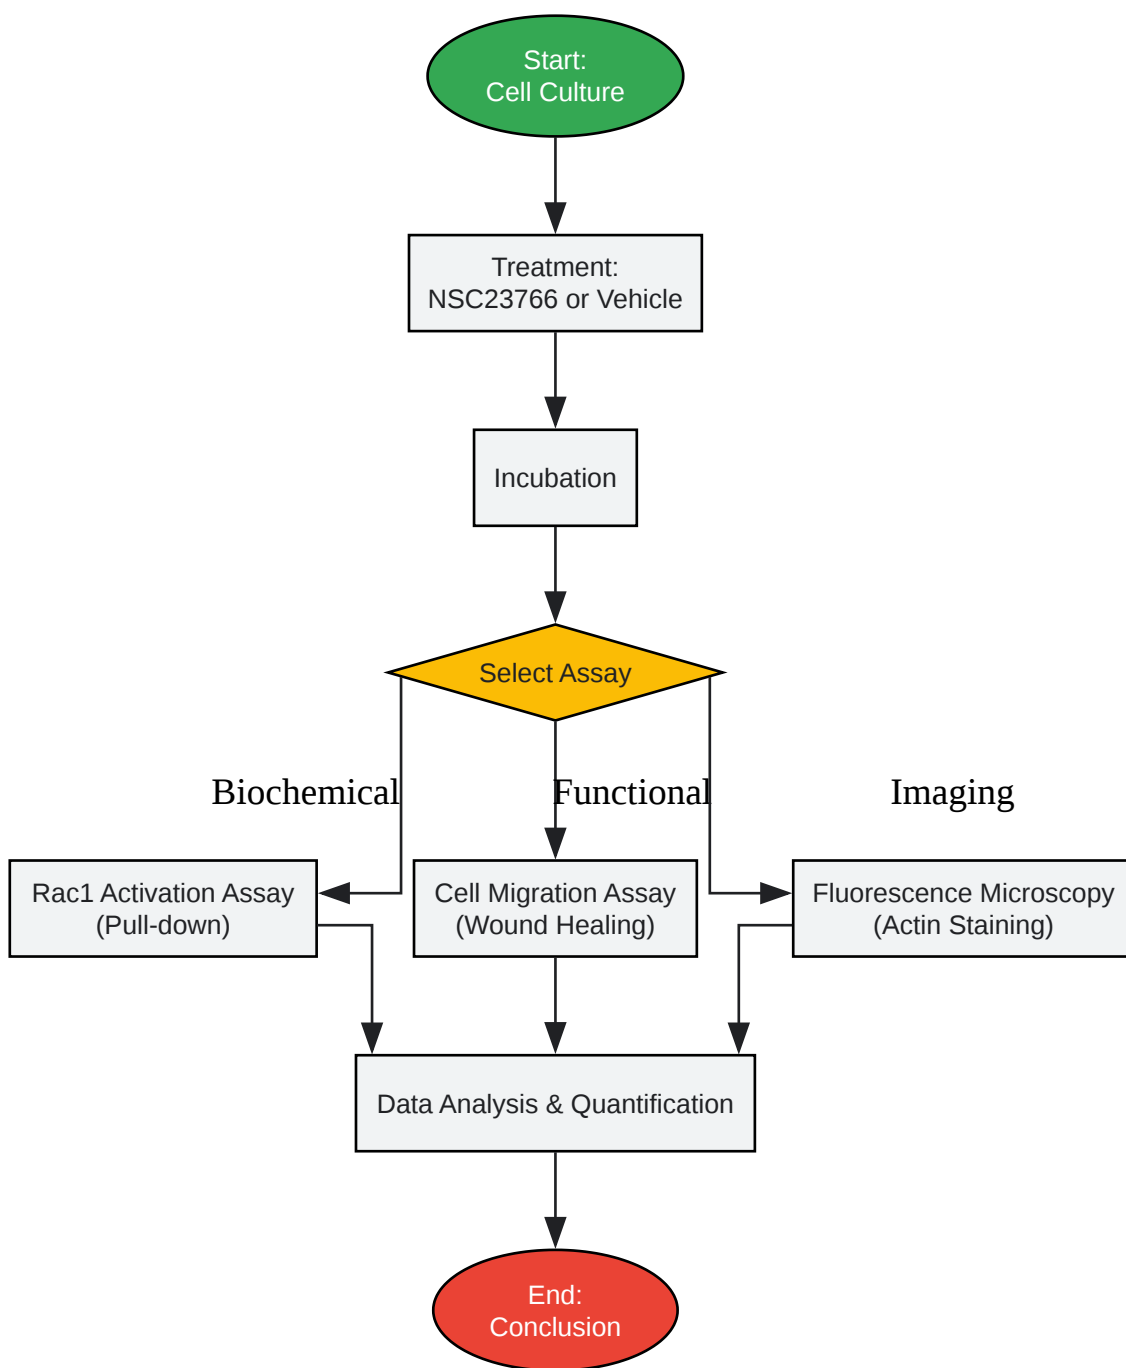 Start:
Cell Culture
Treatment:
NSC23766 or Vehicle
Incubation
Select Assay
Biochemical
Functional
Imaging
Rac1 Activation Assay
(Pull-down)
Cell Migration Assay
(Wound Healing)
Fluorescence Microscopy
(Actin Staining)
Data Analysis & Quantification
End:
Conclusion